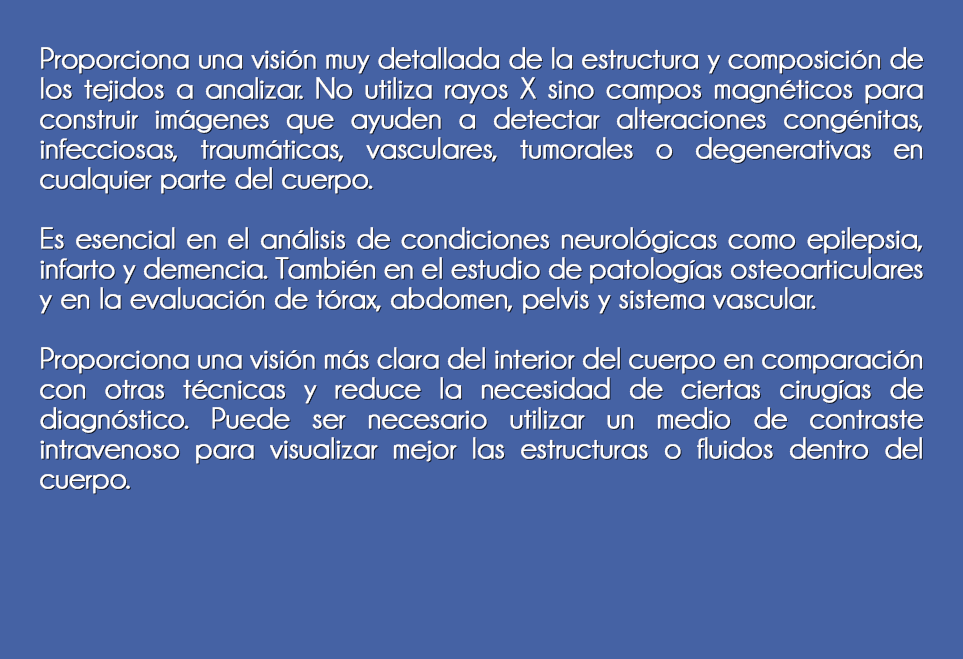 Proporciona una visión muy detallada de la estructura y composición de
los tejidos a analizar. No utiliza rayos X sino campos magnéticos para
construir imágenes que ayuden a detectar alteraciones congénitas,
infecciosas, traumáticas, vasculares, tumorales o degenerativas en
cualquier parte del cuerpo.
Es esencial en el análisis de condiciones neurológicas como epilepsia,
infarto y demencia. También en el estudio de patologías osteoarticulares
y en la evaluación de tórax, abdomen, pelvis y sistema vascular.
Proporciona una visión más clara del interior del cuerpo en comparación
con otras técnicas y reduce la necesidad de ciertas cirugías de
diagnóstico. Puede ser necesario utilizar un medio de contraste
intravenoso para visualizar mejor las estructuras o fluidos dentro del
cuerpo.